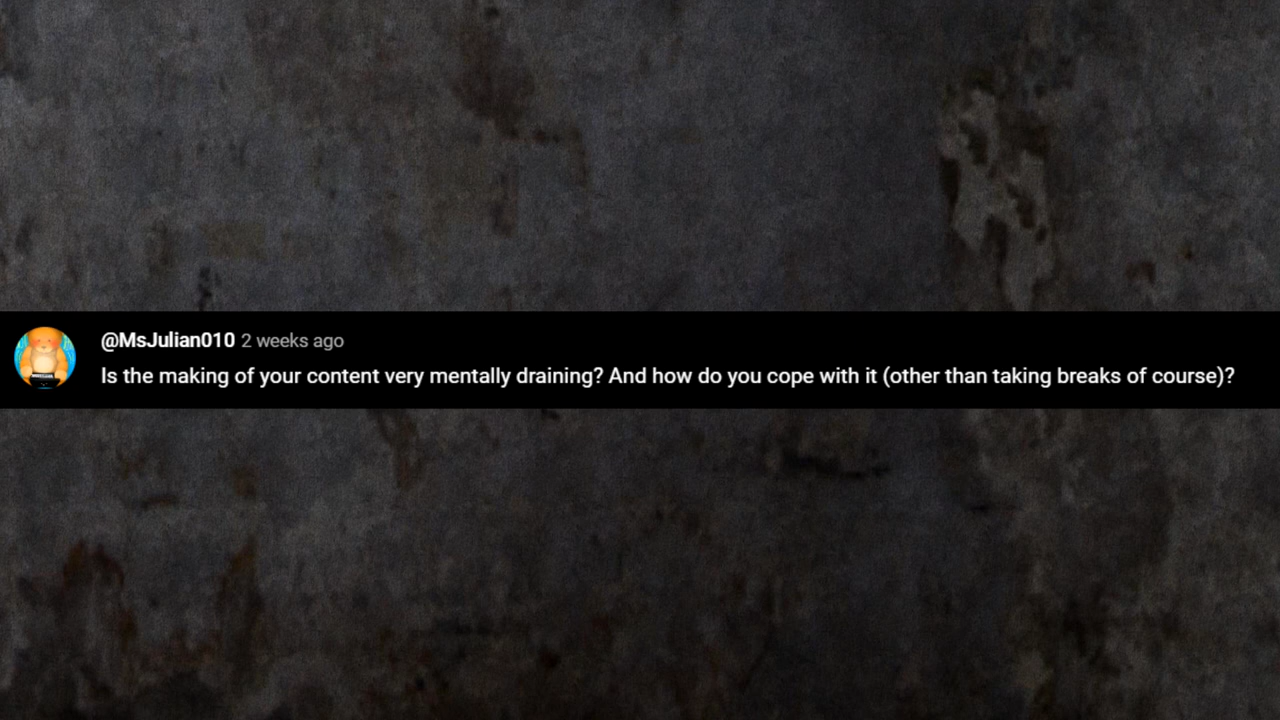 @MsJulian010 2 weeks ago
Is the making of your content very mentally draining? And how do you cope with it (other than taking breaks of course)?